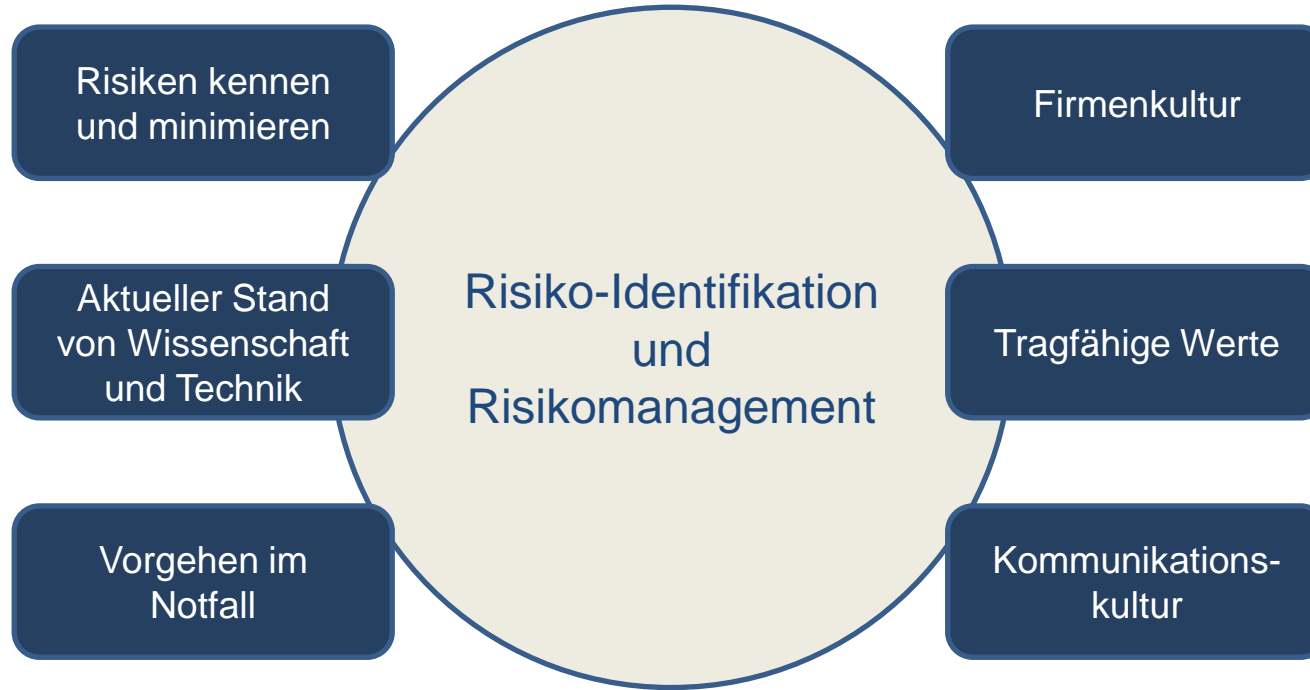 Risiken kennen
und minimieren
Aktueller Stand
von Wissenschaft
und Technik
Vorgehen im
Notfall
Risiko-Identifikation
und
Risikomanagement
Firmenkultur
Tragfähige Werte
Kommunikations-
kultur